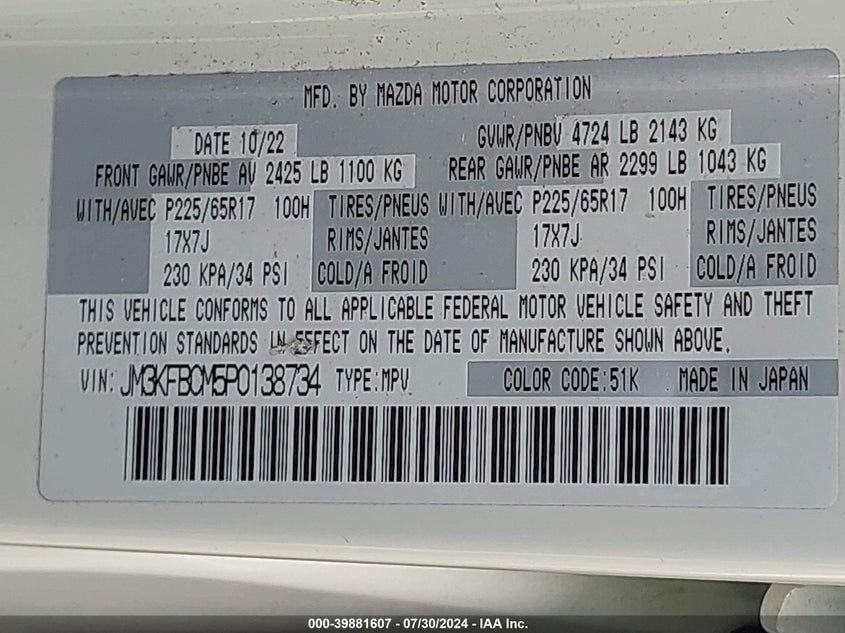 MFD. BY MAZDA MOTOR CORPORATION
DATE 10/22 GVWR/PNBV 4724 LB 2143 KG
FRONT GAWR/PNBE AV 2425 LB 1100 KG REAR GAWR/PNBE AR 2299 LB 1043 KG
WITH/AVEC P225/65R17 100H TIRES/PNEUS WITH/AVEC P225/65R17 100H TIRES/PNEUS
17X7J RIMS/JANTES 17X7J RIMS/JANTES
230 KPA/34 PSI COLD/A FROID 230 KPA/34 PSI COLD/A FROID
THIS VEHICLE CONFORMS TO ALL APPLICABLE FEDERAL MOTOR VEHICLE SAFETY AND THEFT
PREVENTION STANDARDS IN EFFECT ON THE DATE OF MANUFACTURE SHOWN ABOVE.
VIN: JM3KFBCM5P0138734 TYPE:MPV COLOR CODE:51K MADE IN JAPAN
000-39881607 - 07/30/2024 - IAA Inc.